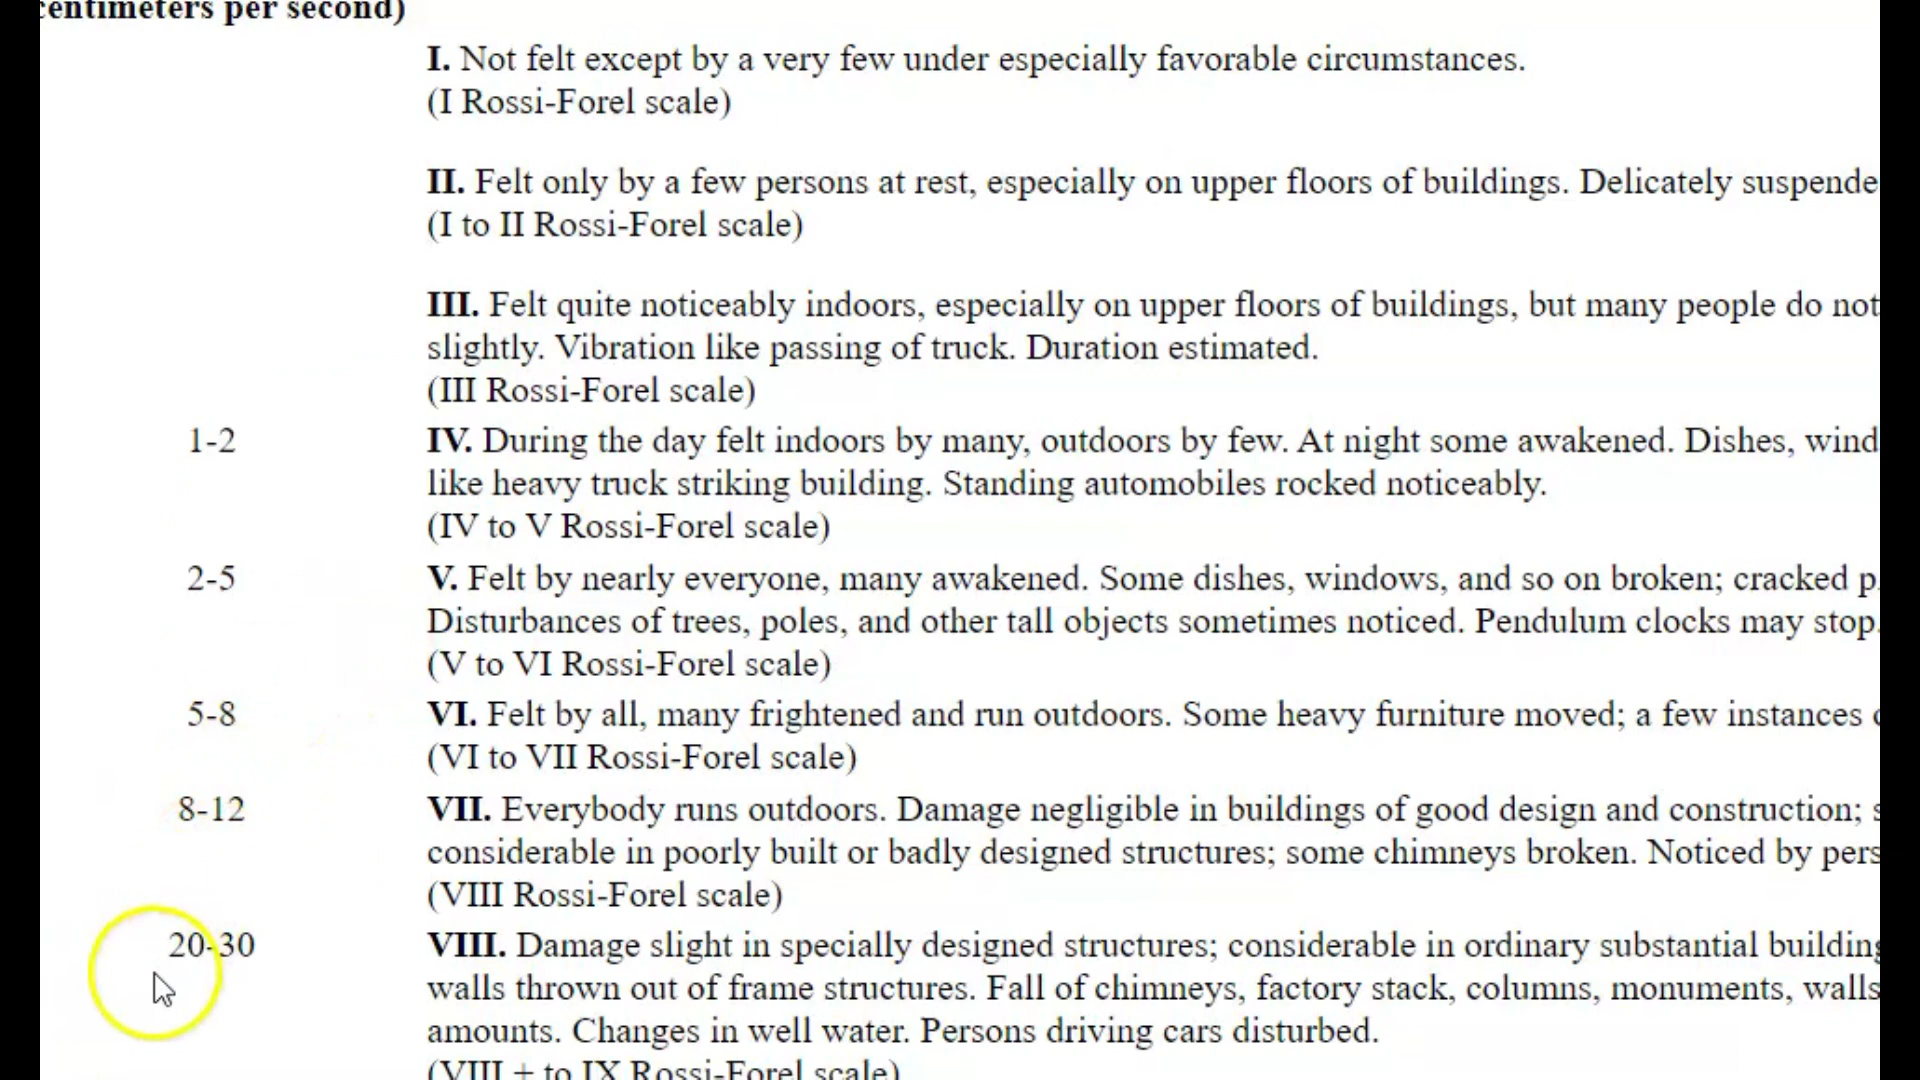 centimeters per second)
I. Not felt except by a very few under especially favorable circumstances.
(I Rossi-Forel scale)
II. Felt only by a few persons at rest, especially on upper floors of buildings. Delicately suspende
(I to II Rossi-Forel scale)
III. Felt quite noticeably indoors, especially on upper floors of buildings, but many people do not
slightly. Vibration like passing of truck. Duration estimated.
(III Rossi-Forel scale)
1-2 IV. During the day felt indoors by many, outdoors by few. At night some awakened. Dishes, wind
like heavy truck striking building. Standing automobiles rocked noticeably.
(IV to V Rossi-Forel scale)
2-5 V. Felt by nearly everyone, many awakened. Some dishes, windows, and so on broken; cracked p
Disturbances of trees, poles, and other tall objects sometimes noticed. Pendulum clocks may stop.
(V to VI Rossi-Forel scale)
5-8 VI. Felt by all, many frightened and run outdoors. Some heavy furniture moved; a few instances
(VI to VII Rossi-Forel scale)
8-12 VII. Everybody runs outdoors. Damage negligible in buildings of good design and construction; s
considerable in poorly built or badly designed structures; some chimneys broken. Noticed by pers
(VIII Rossi-Forel scale)
20-30 VIII. Damage slight in specially designed structures; considerable in ordinary substantial building
walls thrown out of frame structures. Fall of chimneys, factory stack, columns, monuments, walls
amounts. Changes in well water. Persons driving cars disturbed.
(VIII + to IX Rossi-Forel scale)